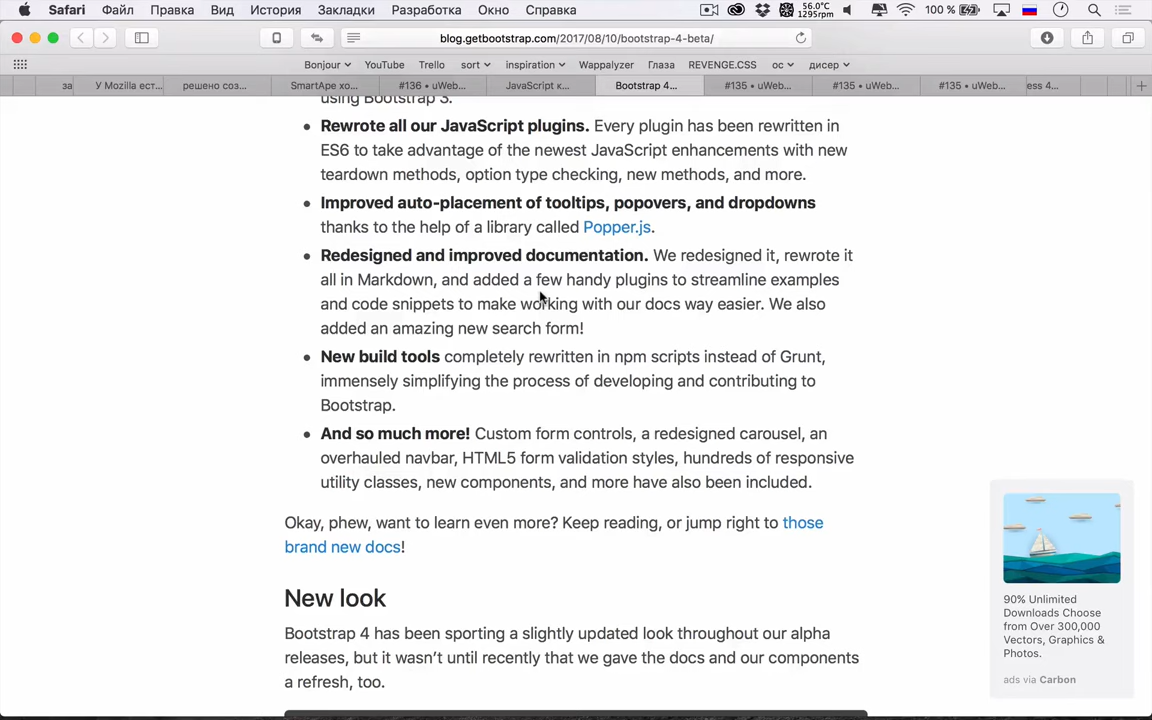 Safari Файл Правка Вид История Закладки Разработка Окно Справка 56.0°C 1295rpm 100 %
blog.getbootstrap.com/2017/08/10/bootstrap-4-beta/
Bonjour YouTube Trello sort inspiration Wappalyzer Глаза REVENGE.CSS ос дисер
за У Mozilla ест... решено соз... SmartApe хо... #136 • uWeb... JavaScript к... Bootstrap 4... #135 • uWeb... #135 • uWeb... #135 • uWeb... ess 4...
using Bootstrap 3.
• Rewrote all our JavaScript plugins. Every plugin has been rewritten in
ES6 to take advantage of the newest JavaScript enhancements with new
teardown methods, option type checking, new methods, and more.
• Improved auto-placement of tooltips, popovers, and dropdowns
thanks to the help of a library called Popper.js.
• Redesigned and improved documentation. We redesigned it, rewrote it
all in Markdown, and added a few handy plugins to streamline examples
and code snippets to make working with our docs way easier. We also
added an amazing new search form!
• New build tools completely rewritten in npm scripts instead of Grunt,
immensely simplifying the process of developing and contributing to
Bootstrap.
• And so much more! Custom form controls, a redesigned carousel, an
overhauled navbar, HTML5 form validation styles, hundreds of responsive
utility classes, new components, and more have also been included.
Okay, phew, want to learn even more? Keep reading, or jump right to those
brand new docs!
New look
Bootstrap 4 has been sporting a slightly updated look throughout our alpha
releases, but it wasn't until recently that we gave the docs and our components
a refresh, too.
90% Unlimited
Downloads Choose
from Over 300,000
Vectors, Graphics &
Photos.
ads via Carbon